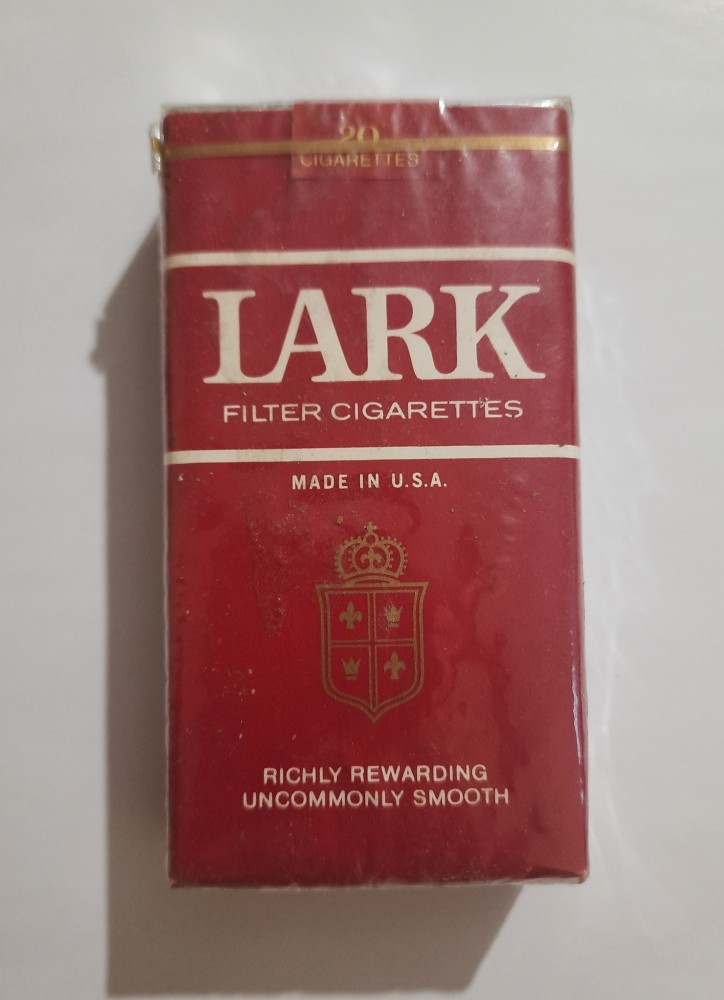 20
CIGARETTES
LARK
FILTER CIGARETTES
MADE IN U.S.A.
RICHLY REWARDING
UNCOMMONLY SMOOTH